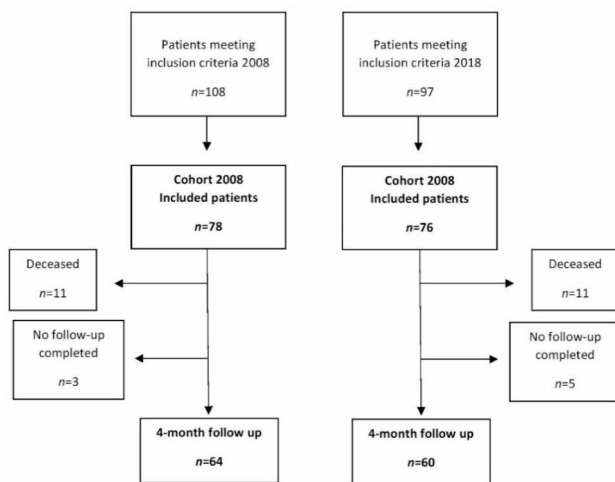 Patients meeting
inclusion criteria 2008
n=108
Patients meeting
inclusion criteria 2018
n=97
Cohort 2008
Included patients
n=78
Cohort 2008
Included patients
n=76
Deceased
n=11
Deceased
n=11
No follow-up
completed
n=3
No follow-up
completed
n=5
4-month follow up
n=64
4-month follow up
n=60